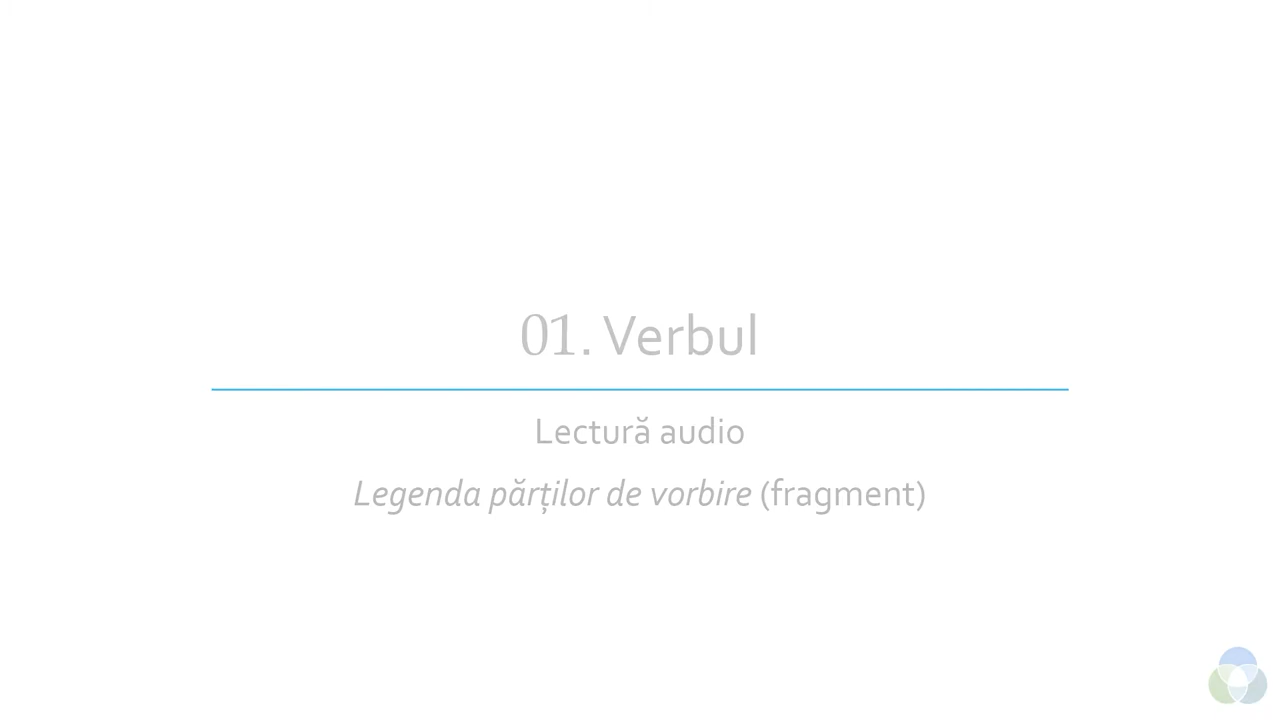 01. Verbul
Lectură audio
Legenda părților de vorbire (fragment)